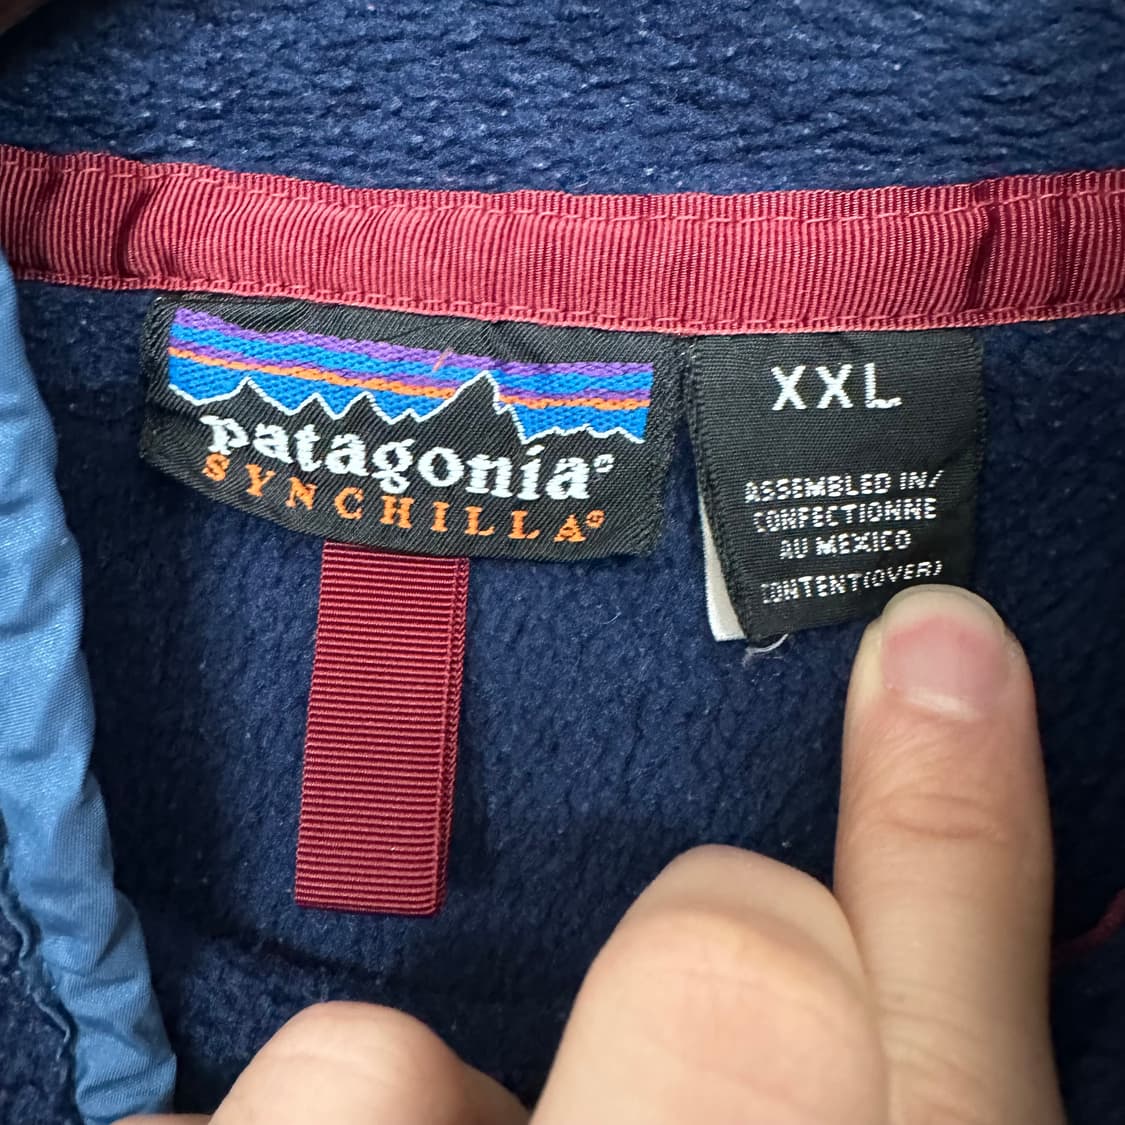 patagonia®
SYNCHILLA®
XXL
ASSEMBLED IN/
CONFECTIONNE
AU MEXICO
CONTENT(OVER)